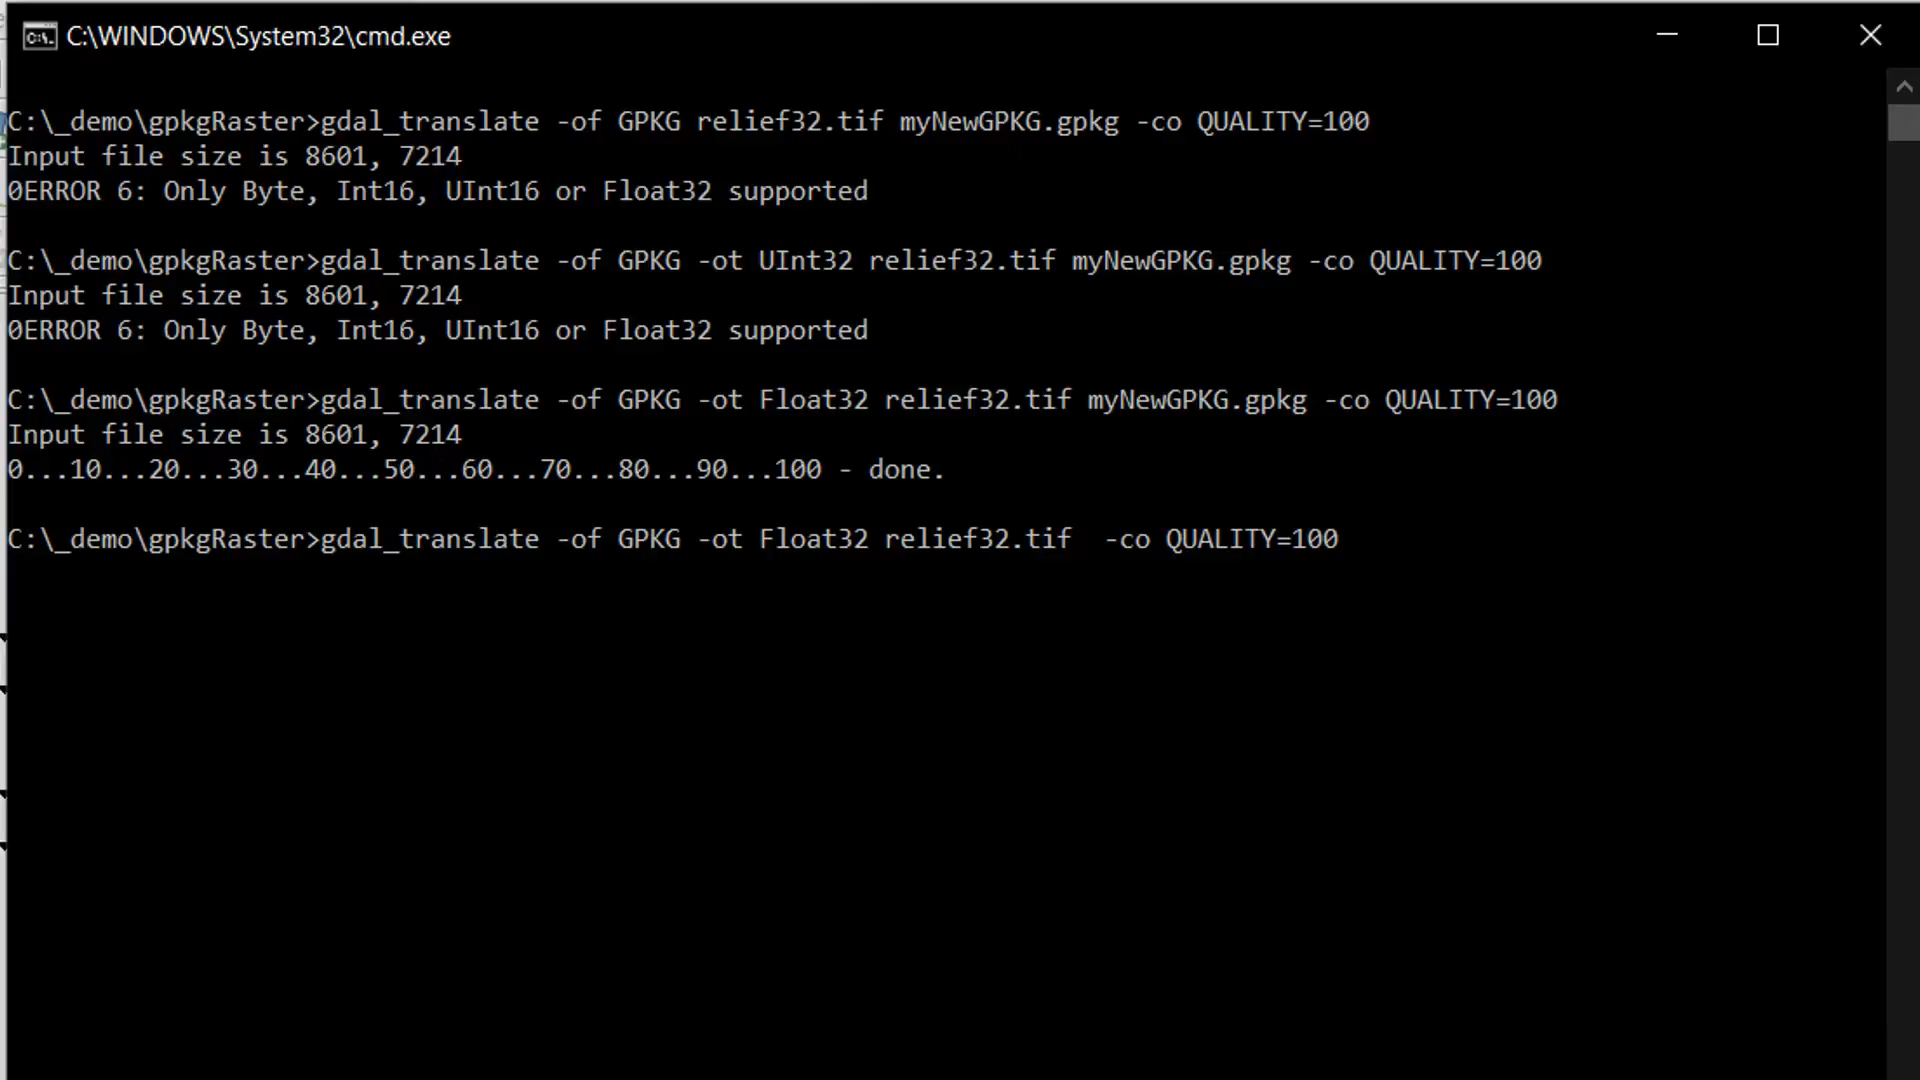 C:\WINDOWS\System32\cmd.exe
C:\_demo\gpkgRaster>gdal_translate -of GPKG relief32.tif myNewGPKG.gpkg -co QUALITY=100
Input file size is 8601, 7214
0ERROR 6: Only Byte, Int16, UInt16 or Float32 supported
C:\_demo\gpkgRaster>gdal_translate -of GPKG -ot UInt32 relief32.tif myNewGPKG.gpkg -co QUALITY=100
Input file size is 8601, 7214
0ERROR 6: Only Byte, Int16, UInt16 or Float32 supported
C:\_demo\gpkgRaster>gdal_translate -of GPKG -ot Float32 relief32.tif myNewGPKG.gpkg -co QUALITY=100
Input file size is 8601, 7214
0...10...20...30...40...50...60...70...80...90...100 - done.
C:\_demo\gpkgRaster>gdal_translate -of GPKG -ot Float32 relief32.tif  -co QUALITY=100